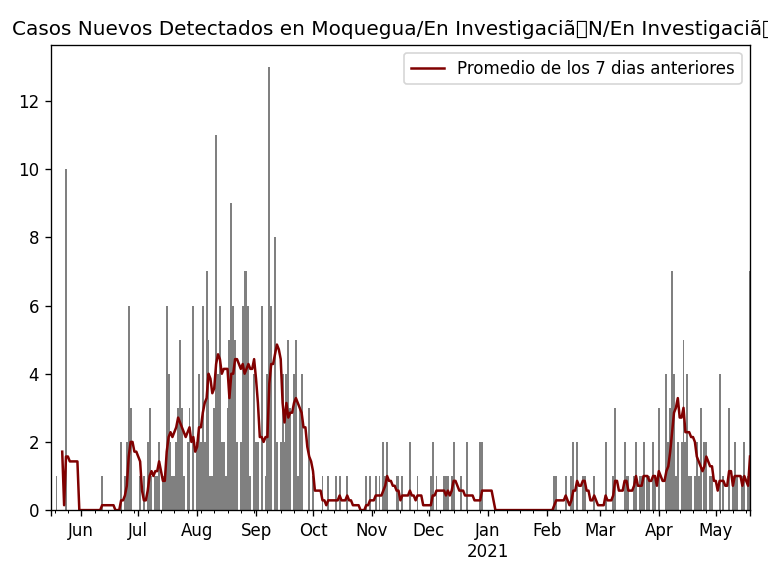 Casos Nuevos Detectados en Moquegua/En Investigaciã▯N/En Investigaciã▯
Promedio de los 7 dias anteriores
12
10
8
6
4
2
0
Jun Jul Aug Sep Oct Nov Dec Jan Feb Mar Apr May
2021